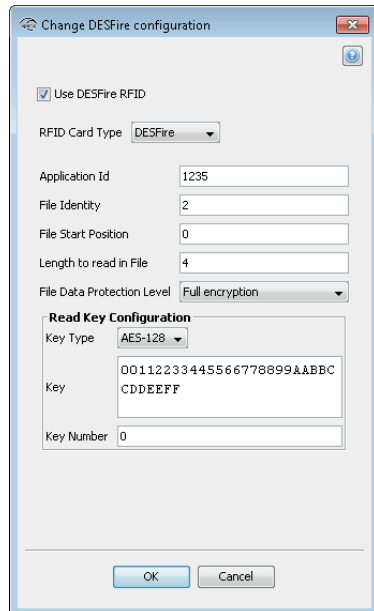 Change DESFire configuration
Use DESFire RFID
RFID Card Type DESFire
Application Id 1235
File Identity 2
File Start Position 0
Length to read in File 4
File Data Protection Level Full encryption
Read Key Configuration
Key Type AES-128
Key 00112233445566778899AABBC
CDDEEFF
Key Number 0
OK Cancel